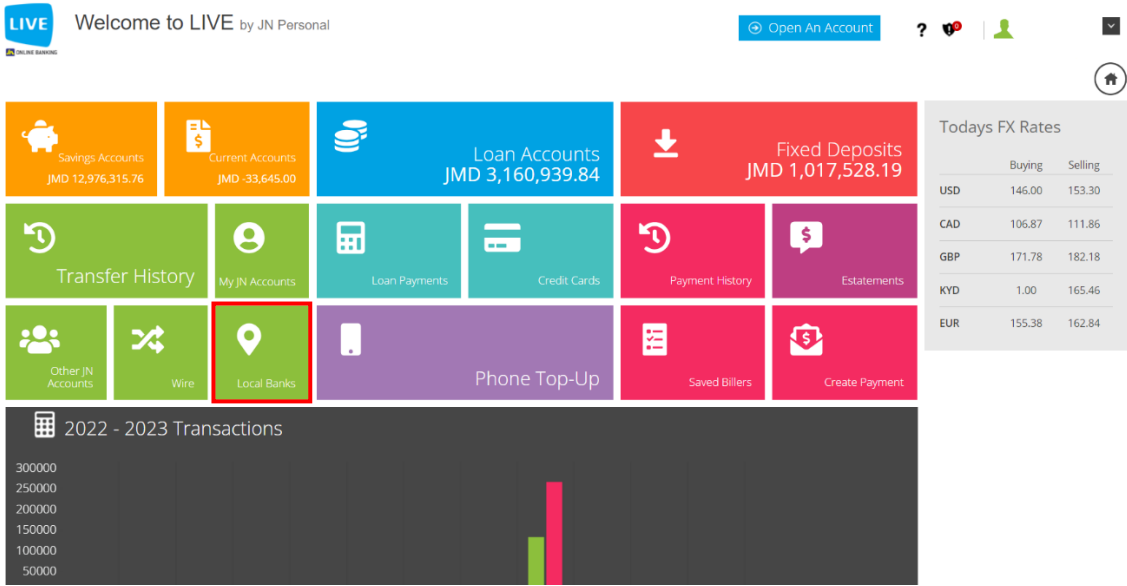 LIVE
ONLINE BANKING
Welcome to LIVE by JN Personal
Open An Account
?
0
Savings Accounts
JMD 12,976,315.76
Current Accounts
JMD -33,645.00
Loan Accounts
JMD 3,160,939.84
Fixed Deposits
JMD 1,017,528.19
Transfer History
My JN Accounts
Loan Payments
Credit Cards
Payment History
Estatements
Other JN
Accounts
Wire
Local Banks
Phone Top-Up
Saved Billers
Create Payment
Todays FX Rates
Buying Selling
USD 146.00 153.30
CAD 106.87 111.86
GBP 171.78 182.18
KYD 1.00 165.46
EUR 155.38 162.84
2022 - 2023 Transactions
300000
250000
200000
150000
100000
50000